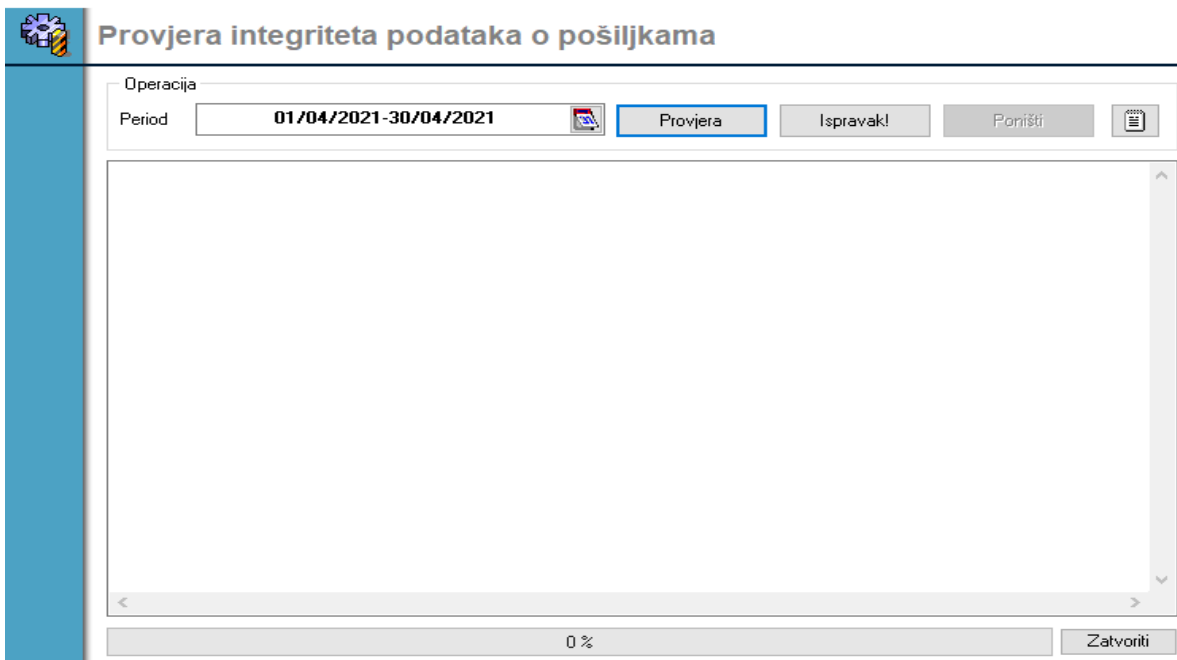 Provjera integriteta podataka o pošiljkama
Operacija
Period 01/04/2021-30/04/2021 Provjera Ispravak! Poništi
0 %
Zatvoriti